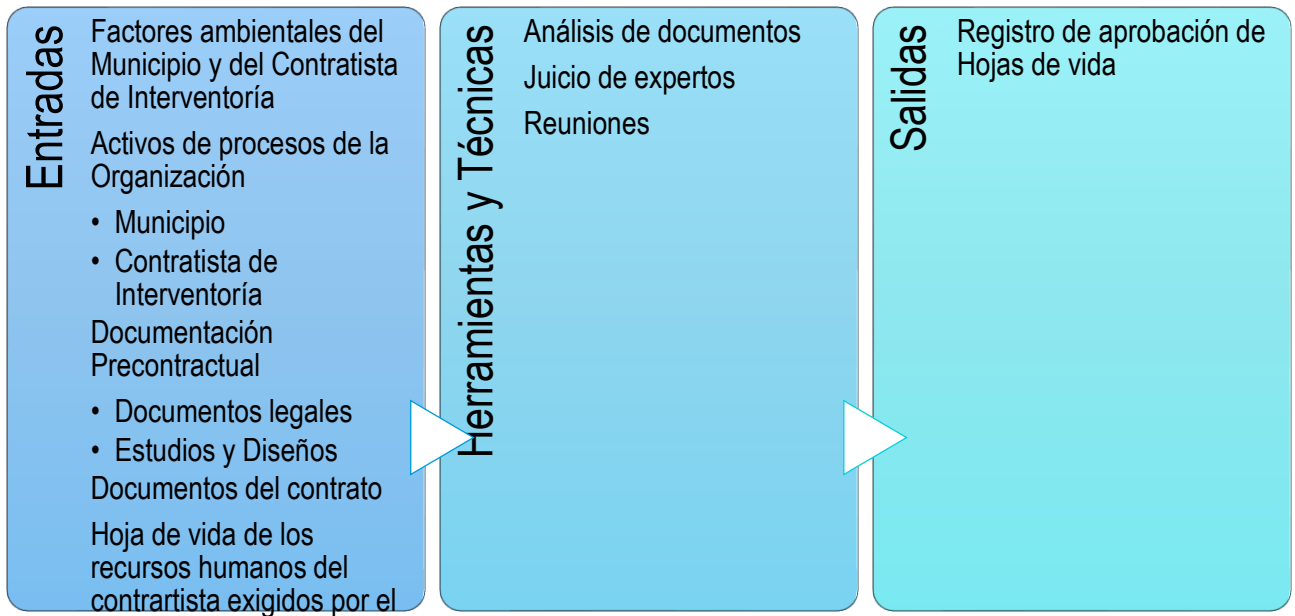 Entradas
Factores ambientales del
Municipio y del Contratista
de Interventoría
Activos de procesos de la
Organización
• Municipio
• Contratista de
Interventoría
Documentación
Precontractual
• Documentos legales
• Estudios y Diseños
Documentos del contrato
Hoja de vida de los
recursos humanos del
contrartista exigidos por el
Herramientas y Técnicas
Análisis de documentos
Juicio de expertos
Reuniones
Salidas
Registro de aprobación de
Hojas de vida